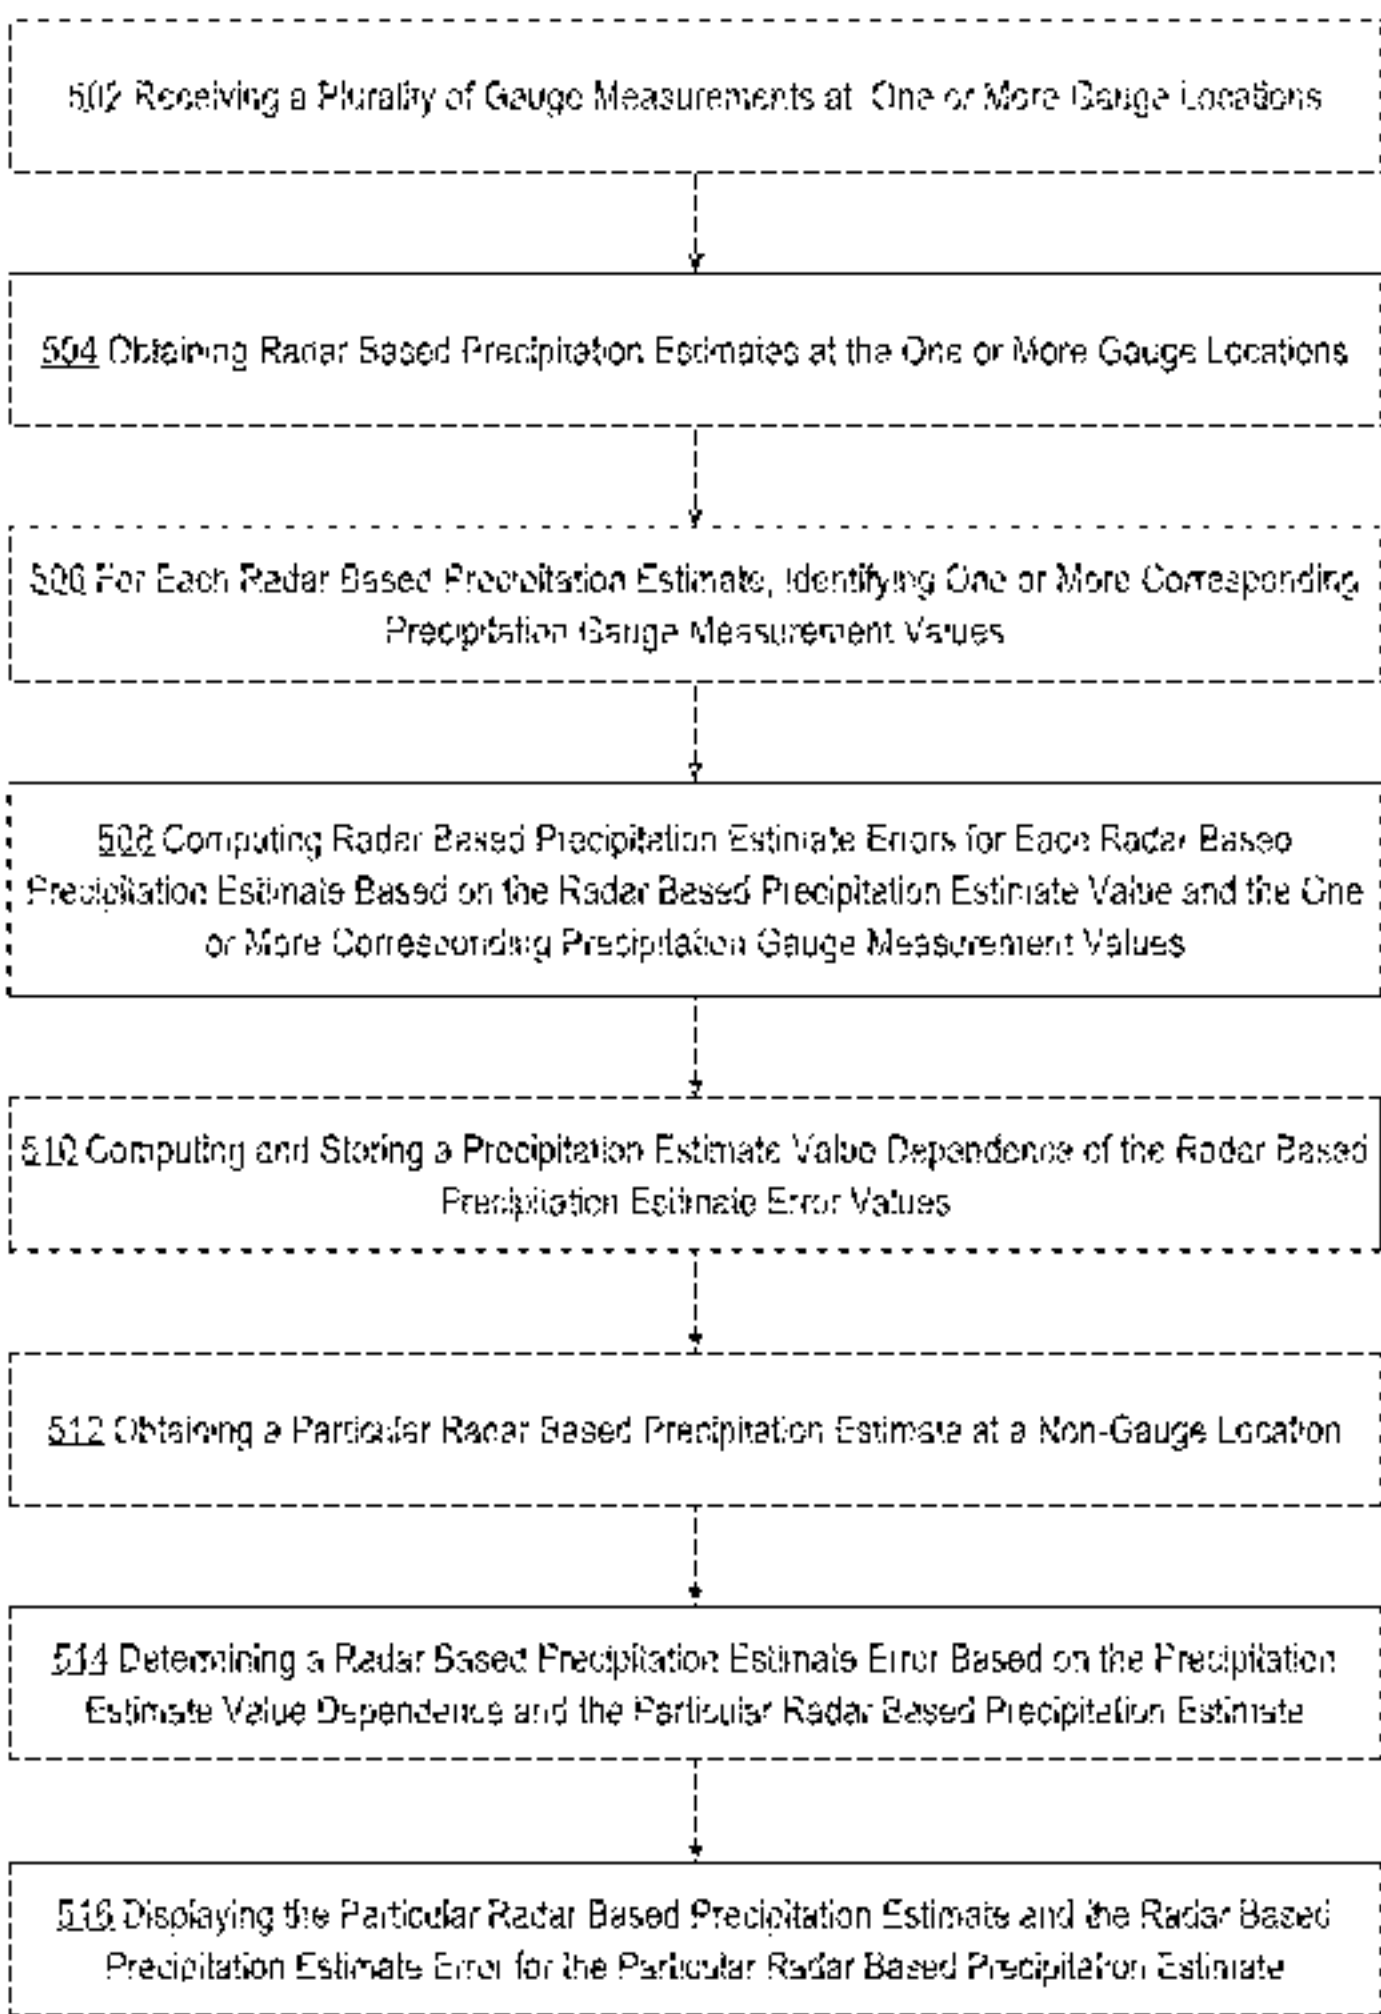 502 Receiving a Plurality of Gauge Measurements at One or More Gauge Locations
504 Obtaining Radar Based Precipitation Estimates at the One or More Gauge Locations
506 For Each Radar Based Precipitation Estimate, Identifying One or More Corresponding
Precipitation Gauge Measurement Values
508 Computing Radar Based Precipitation Estimate Errors for Each Radar Based
Precipitation Estimate Based on the Radar Based Precipitation Estimate Value and the One
or More Corresponding Precipitation Gauge Measurement Values
510 Computing and Storing a Precipitation Estimate Value Dependence of the Radar Based
Precipitation Estimate Error Values
512 Obtaining a Particular Radar Based Precipitation Estimate at a Non-Gauge Location
514 Determining a Radar Based Precipitation Estimate Error Based on the Precipitation
Estimate Value Dependence and the Particular Radar Based Precipitation Estimate
516 Displaying the Particular Radar Based Precipitation Estimate and the Radar Based
Precipitation Estimate Error for the Particular Radar Based Precipitation Estimate